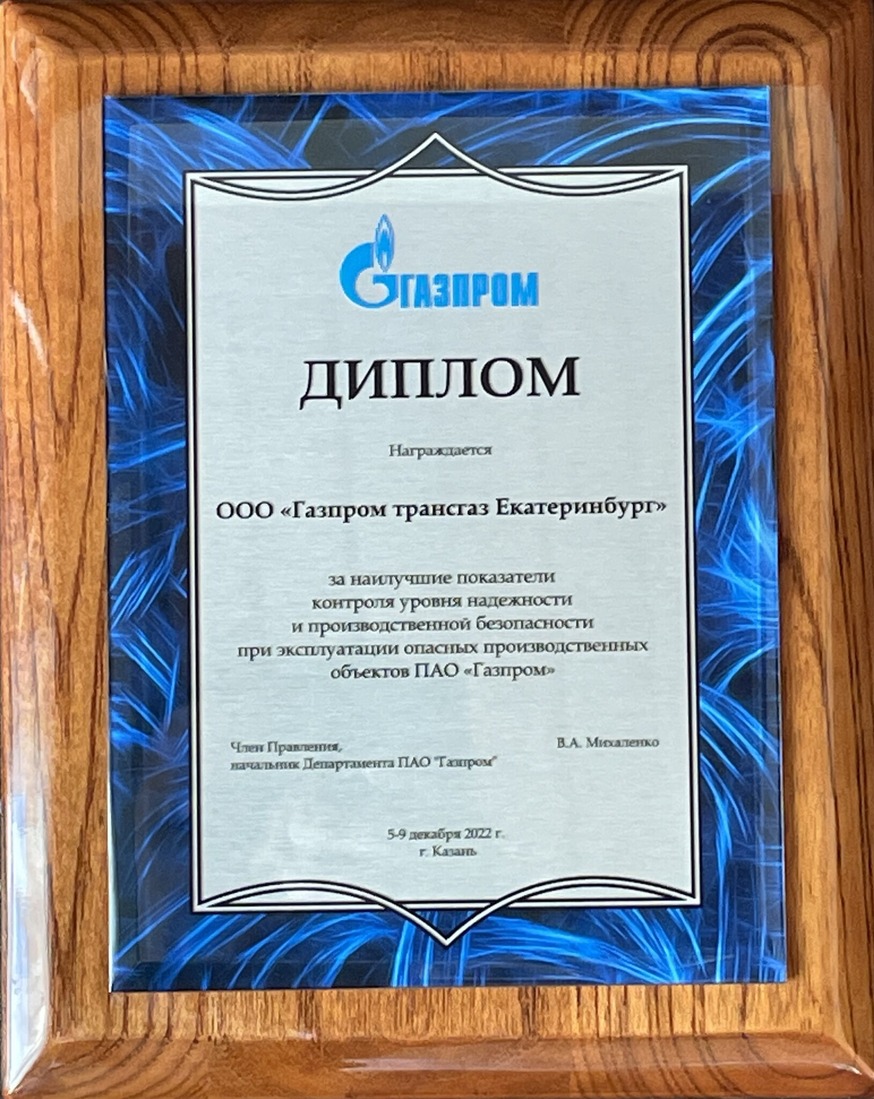 ГАЗПРОМ
ДИПЛОМ
Награждается
ООО «Газпром трансгаз Екатеринбург»
за наилучшие показатели
контроля уровня надежности
и производственной безопасности
при эксплуатации опасных производственных
объектов ПАО «Газпром»
Член Правления,
начальник Департамента ПАО "Газпром"
В.А. Михаленко
5-9 декабря 2022 г.
г. Казань